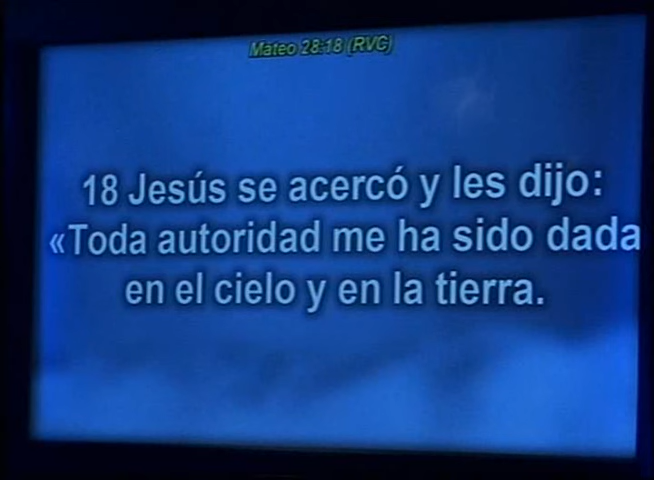 Mateo 28:18 (RVC)
18 Jesús se acercó y les dijo:
«Toda autoridad me ha sido dada
en el cielo y en la tierra.